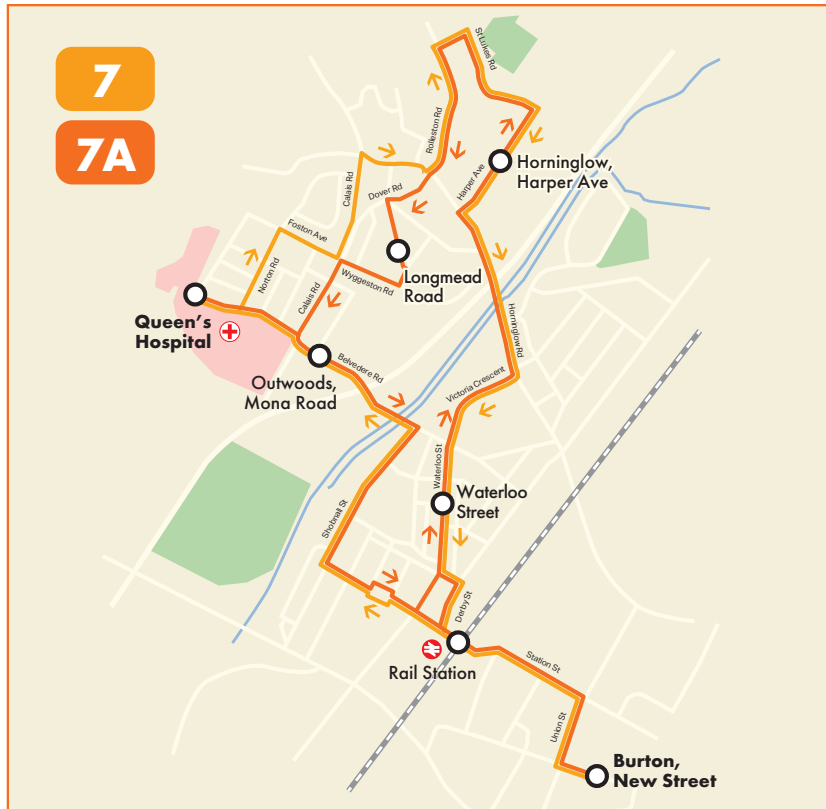 7
7A
St Lukes Rd
Rolleston Rd
Harper Ave
Horninglow,
Harper Ave
Calais Rd
Dover Rd
Foston Ave
Norton Rd
Longmead
Road
Wyggeston Rd
Calais Rd
Queen's
Hospital
Horninglow Rd
Outwoods,
Mona Road
Belvedere Rd
Victoria Crescent
Waterloo St
Waterloo
Street
Shobnall St
Derby St
Rail Station
Station St
Union St
Burton,
New Street